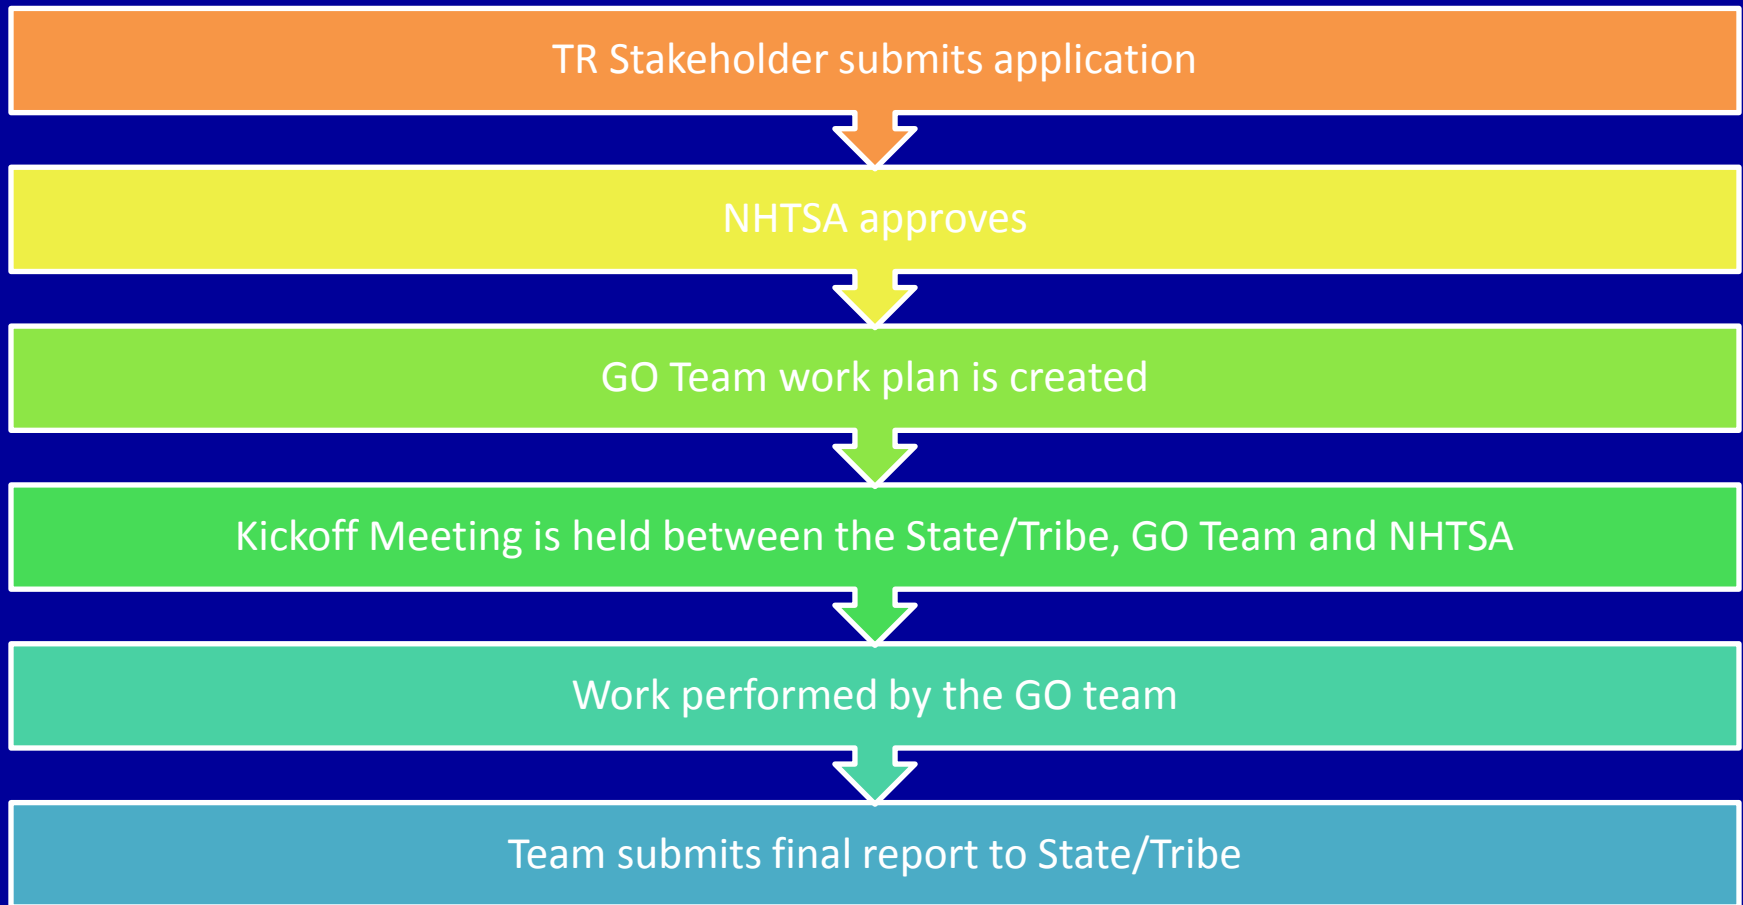 TR Stakeholder submits application
NHTSA approves
GO Team work plan is created
Kickoff Meeting is held between the State/Tribe, GO Team and NHTSA
Work performed by the GO team
Team submits final report to State/Tribe